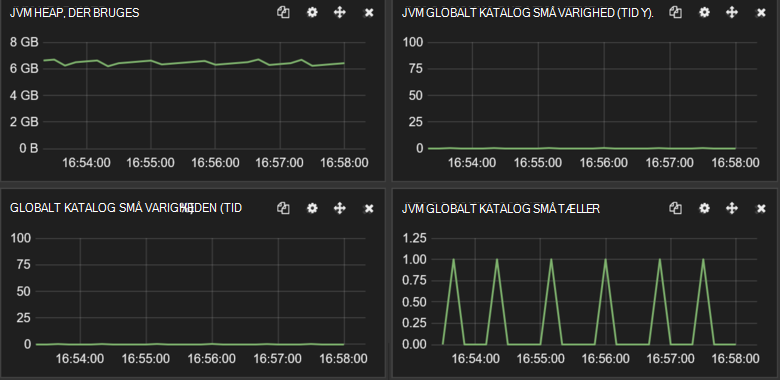 JVM HEAP, DER BRUGES
8 GB
6 GB
4 GB
2 GB
0 B
16:54:00 16:55:00 16:56:00 16:57:00 16:58:00
JVM GLOBALT KATALOG SMÅ VARIGHED (TID Y).
100
75
50
25
0
16:54:00 16:55:00 16:56:00 16:57:00 16:58:00
GLOBALT KATALOG SMÅ VARIGHEDEN (TID
100
75
50
25
0
16:54:00 16:55:00 16:56:00 16:57:00 16:58:00
JVM GLOBALT KATALOG SMÅ TÆLLER
1.25
1.00
0.75
0.50
0.25
0.00
16:54:00 16:55:00 16:56:00 16:57:00 16:58:00